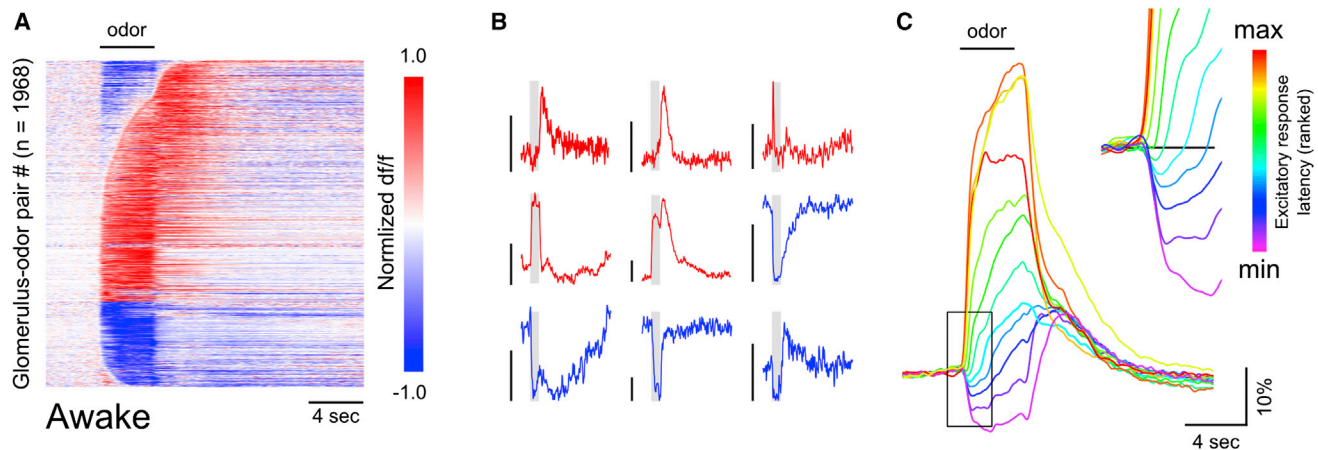 A
odor
Glomerulus-odor pair # (n = 1968)
Awake
4 sec
1.0
Normlized df/f
-1.0
B
C
odor
max
min
Excitatory response
latency (ranked)
10%
4 sec